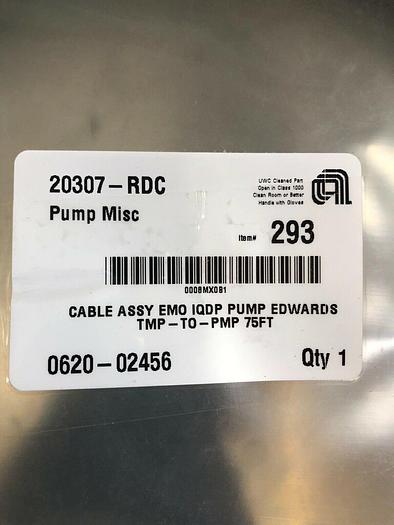 20307-RDC
Pump Misc
UWC Cleaned Part
Open in Class 1000
Clean Room or Better
Handle with Gloves
Item# 293
0008MX0B1
CABLE ASSY EMO IQDP PUMP EDWARDS
TMP-TO-PMP 75FT
0620-02456
Qty 1